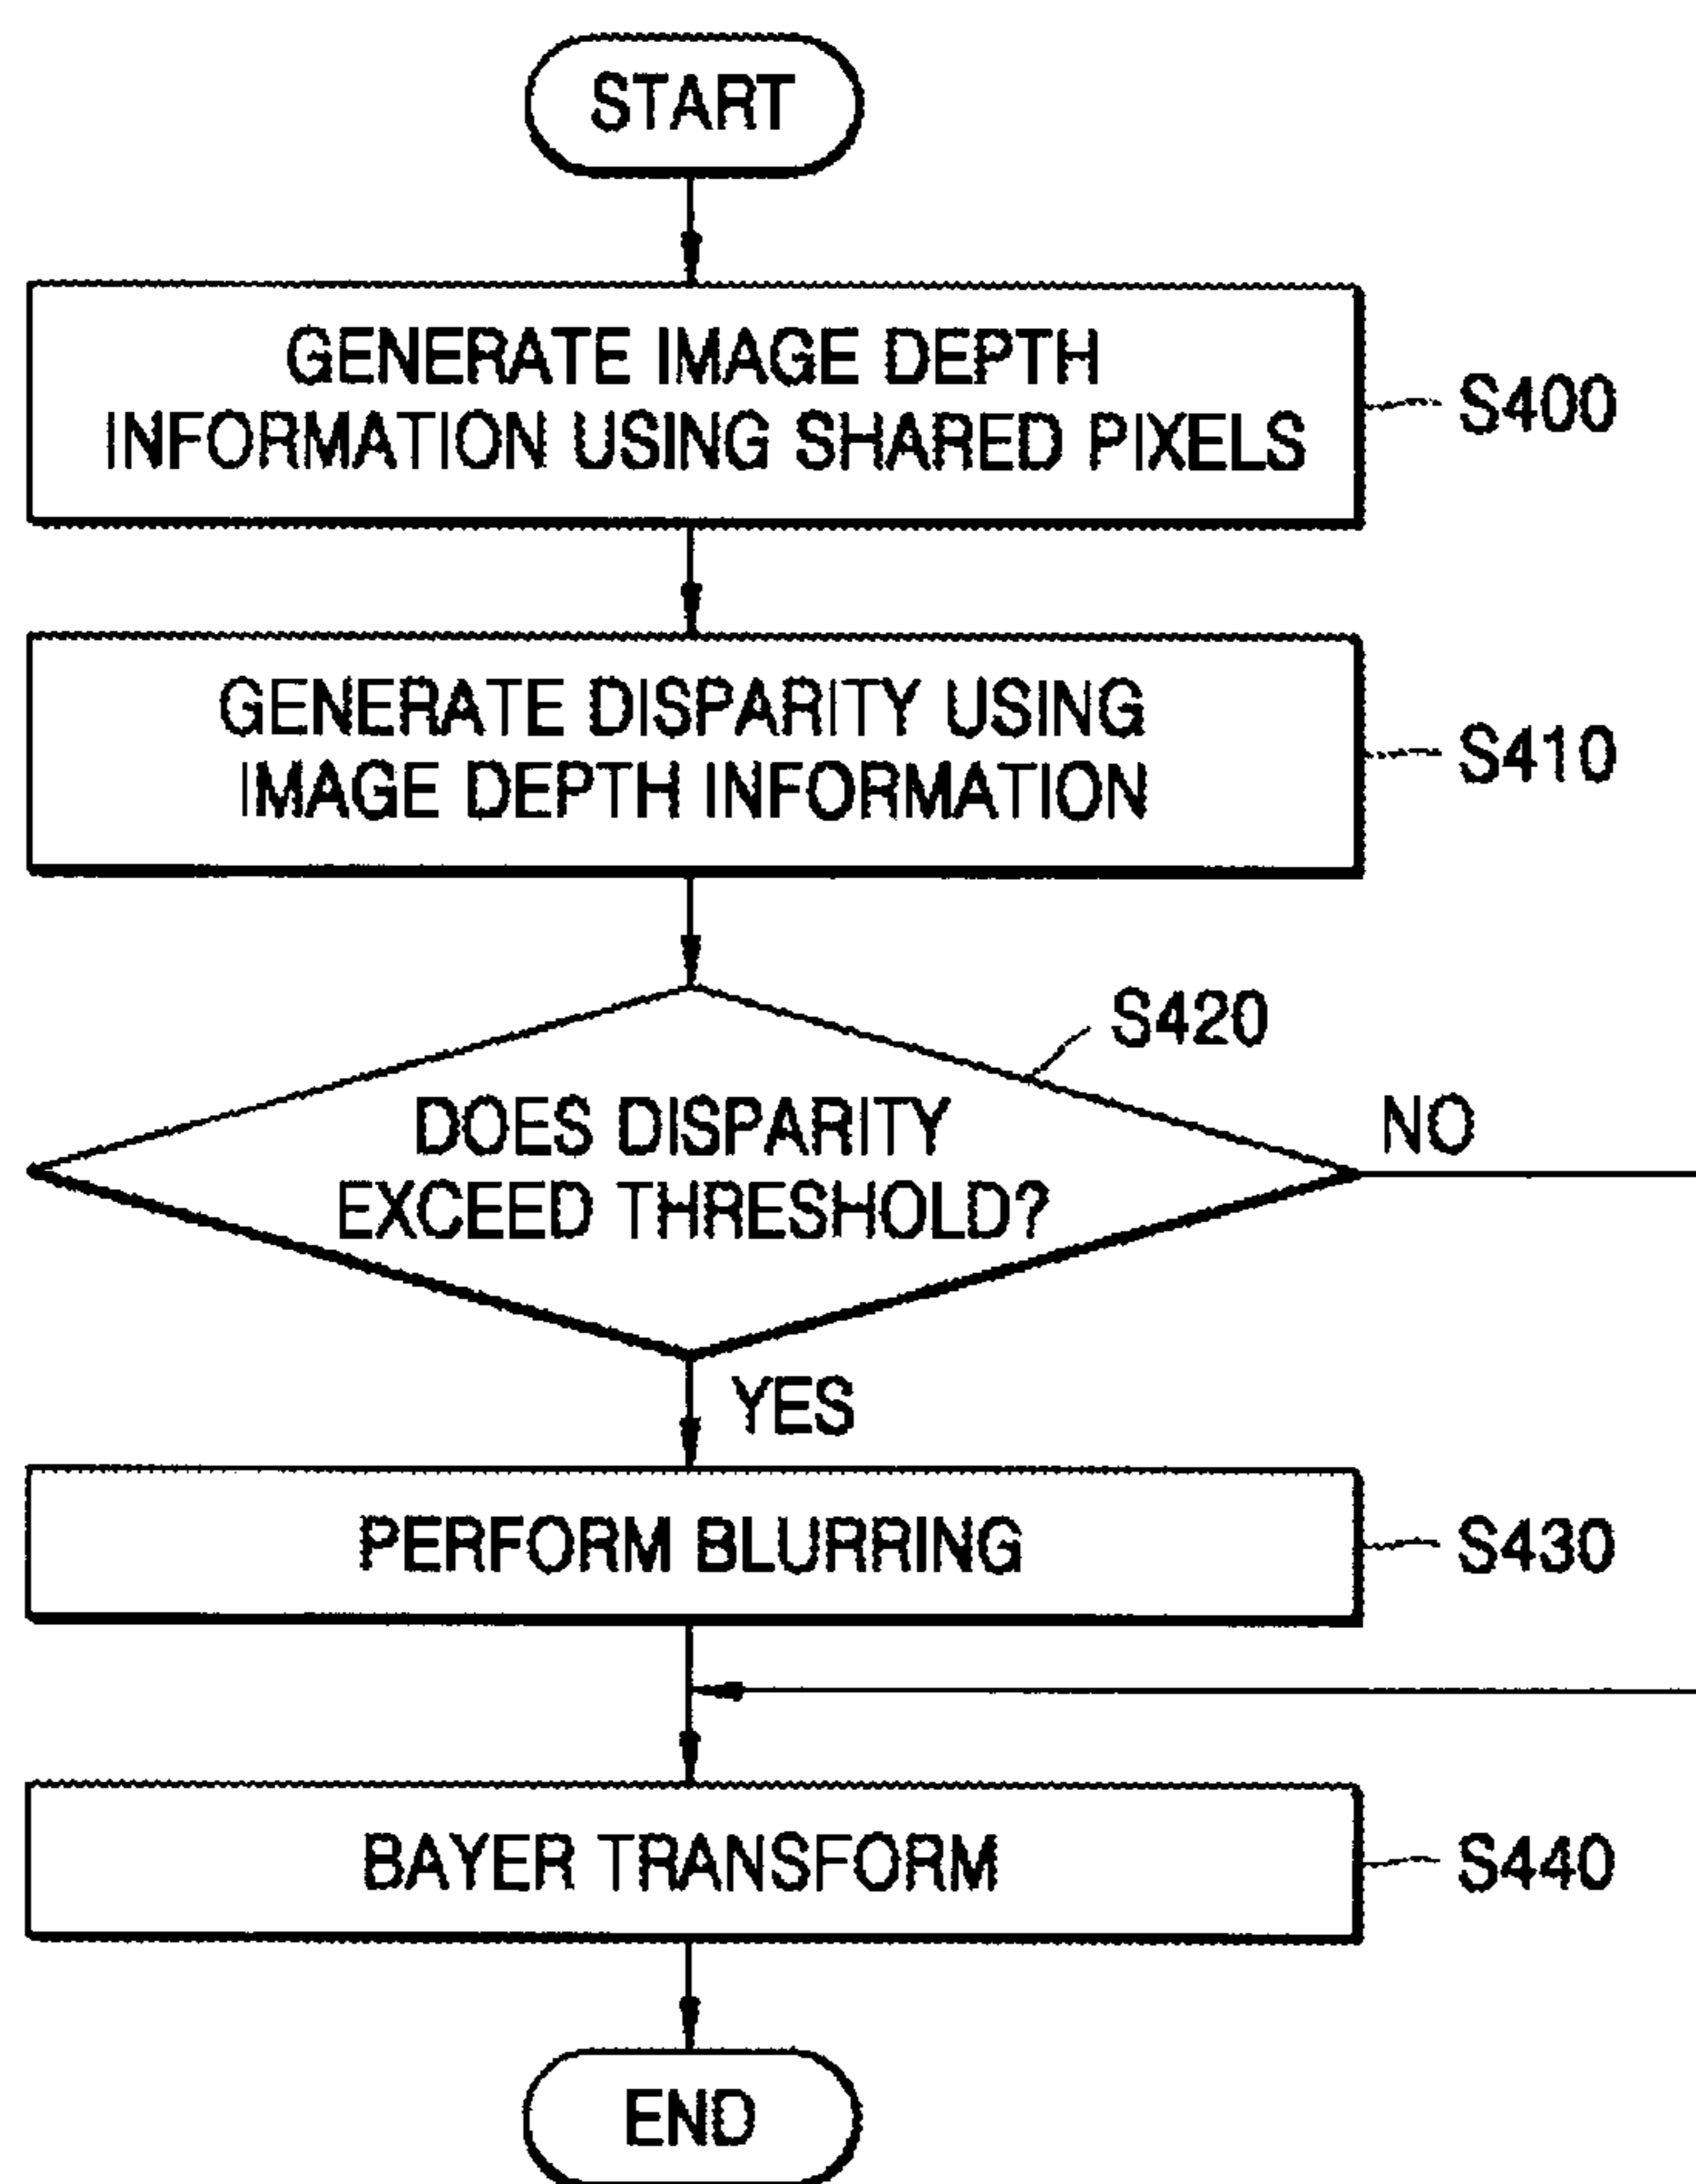 START
GENERATE IMAGE DEPTH
INFORMATION USING SHARED PIXELS
S400
GENERATE DISPARITY USING
IMAGE DEPTH INFORMATION
S410
S420
DOES DISPARITY
EXCEED THRESHOLD?
NO
YES
PERFORM BLURRING
S430
BAYER TRANSFORM
S440
END